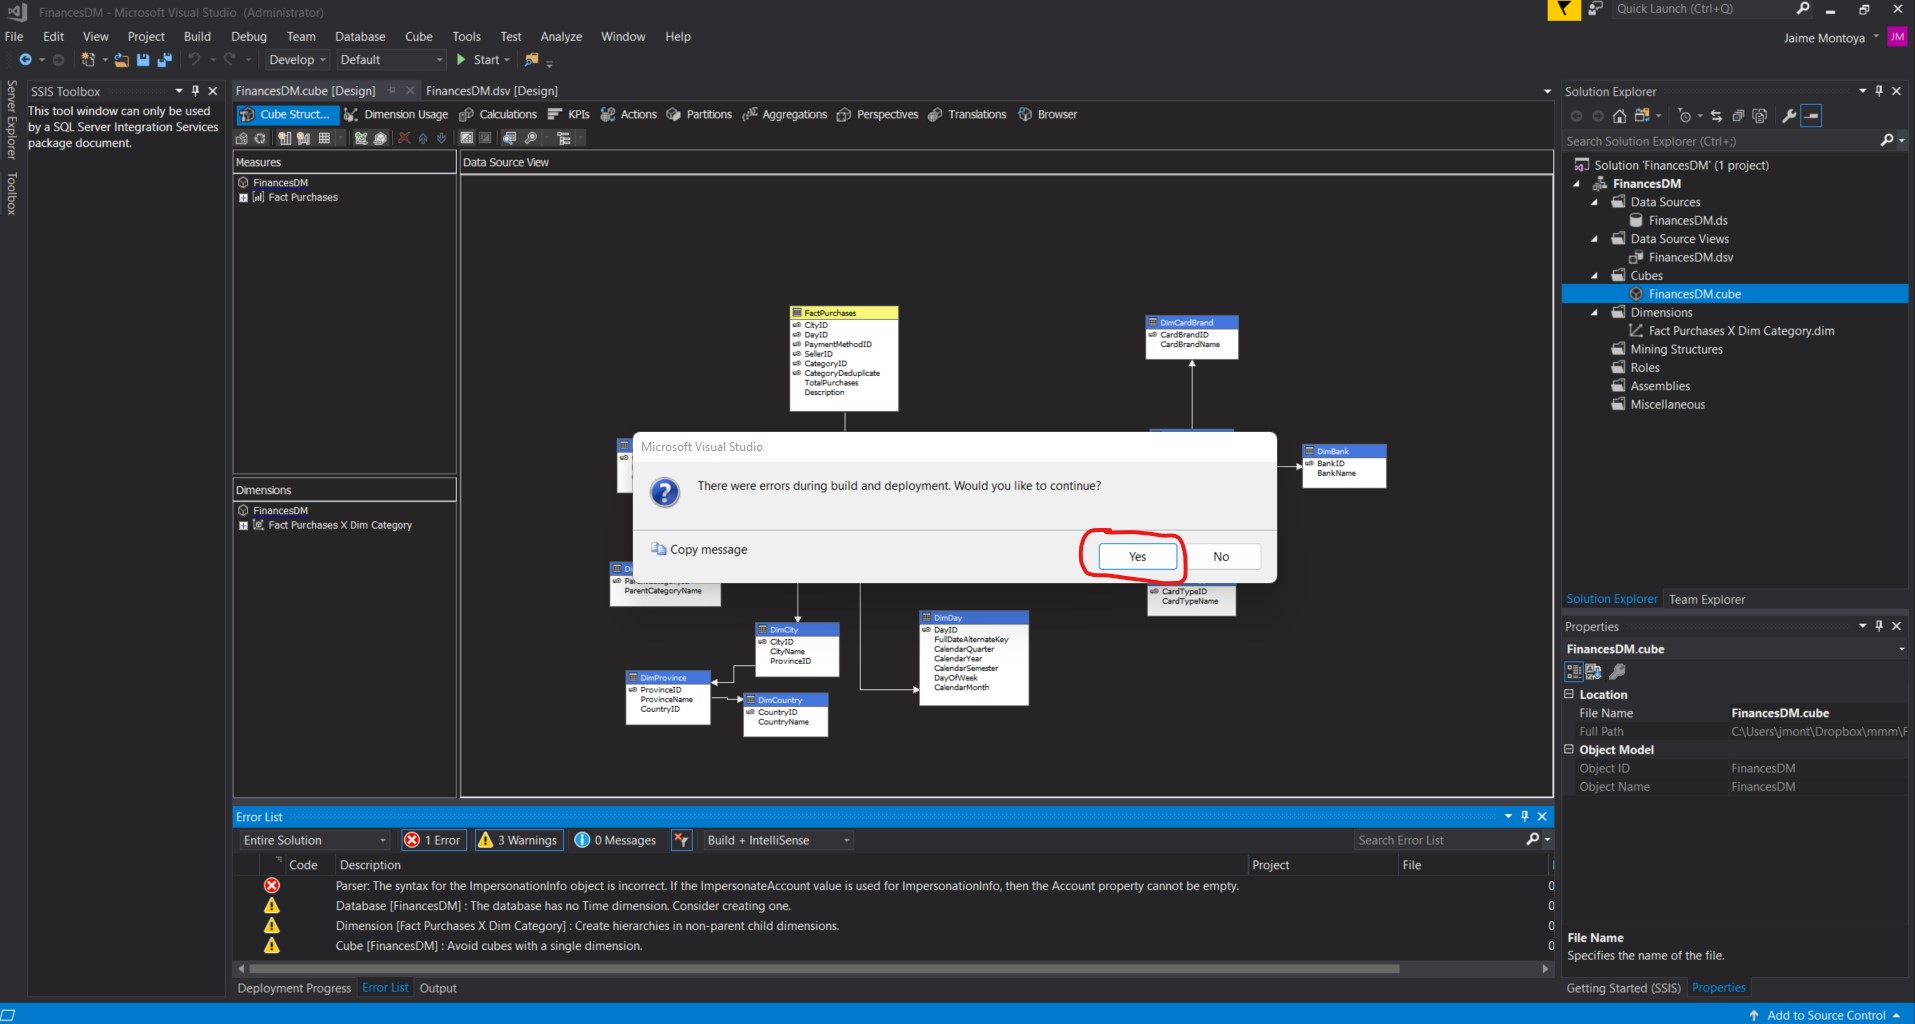 FinancesDM - Microsoft Visual Studio (Administrator)
Quick Launch (Ctrl+Q)
File Edit View Project Build Debug Team Database Cube Tools Test Analyze Window Help
Jaime Montoya JM
Develop Default Start
Server Explorer
Toolbox
SSIS Toolbox
This tool window can only be used
by a SQL Server Integration Services
package document.
FinancesDM.cube [Design] FinancesDM.dsv [Design]
Cube Struct... Dimension Usage Calculations KPIs Actions Partitions Aggregations Perspectives Translations Browser
Measures
FinancesDM
Fact Purchases
Dimensions
FinancesDM
Fact Purchases X Dim Category
Data Source View
FactPurchases
CityID
DayID
PaymentMethodID
SellerID
CategoryID
CategoryDeduplicate
TotalPurchases
Description
DimCardBrand
CardBrandID
CardBrandName
DimBank
BankID
BankName
Microsoft Visual Studio
There were errors during build and deployment. Would you like to continue?
Copy message
Yes
No
ParentCategoryName
CardTypeID
CardTypeName
DimCity
CityID
CityName
ProvinceID
DimDay
DayID
FullDateAlternateKey
CalendarQuarter
CalendarYear
CalendarSemester
DayOfWeek
CalendarMonth
DimProvince
ProvinceID
ProvinceName
CountryID
DimCountry
CountryID
CountryName
Error List
Entire Solution 1 Error 3 Warnings 0 Messages Build + IntelliSense Search Error List
Code Description Project File
Parser: The syntax for the ImpersonationInfo object is incorrect. If the ImpersonateAccount value is used for ImpersonationInfo, then the Account property cannot be empty. 0
Database [FinancesDM] : The database has no Time dimension. Consider creating one. 0
Dimension [Fact Purchases X Dim Category] : Create hierarchies in non-parent child dimensions. 0
Cube [FinancesDM] : Avoid cubes with a single dimension. 0
Deployment Progress Error List Output
Solution Explorer
Search Solution Explorer (Ctrl+;)
Solution 'FinancesDM' (1 project)
FinancesDM
Data Sources
FinancesDM.ds
Data Source Views
FinancesDM.dsv
Cubes
FinancesDM.cube
Dimensions
Fact Purchases X Dim Category.dim
Mining Structures
Roles
Assemblies
Miscellaneous
Solution Explorer Team Explorer
Properties
FinancesDM.cube
Location
File Name FinancesDM.cube
Full Path C:\Users\jmont\Dropbox\mmm\F
Object Model
Object ID FinancesDM
Object Name FinancesDM
File Name
Specifies the name of the file.
Getting Started (SSIS) Properties
Add to Source Control